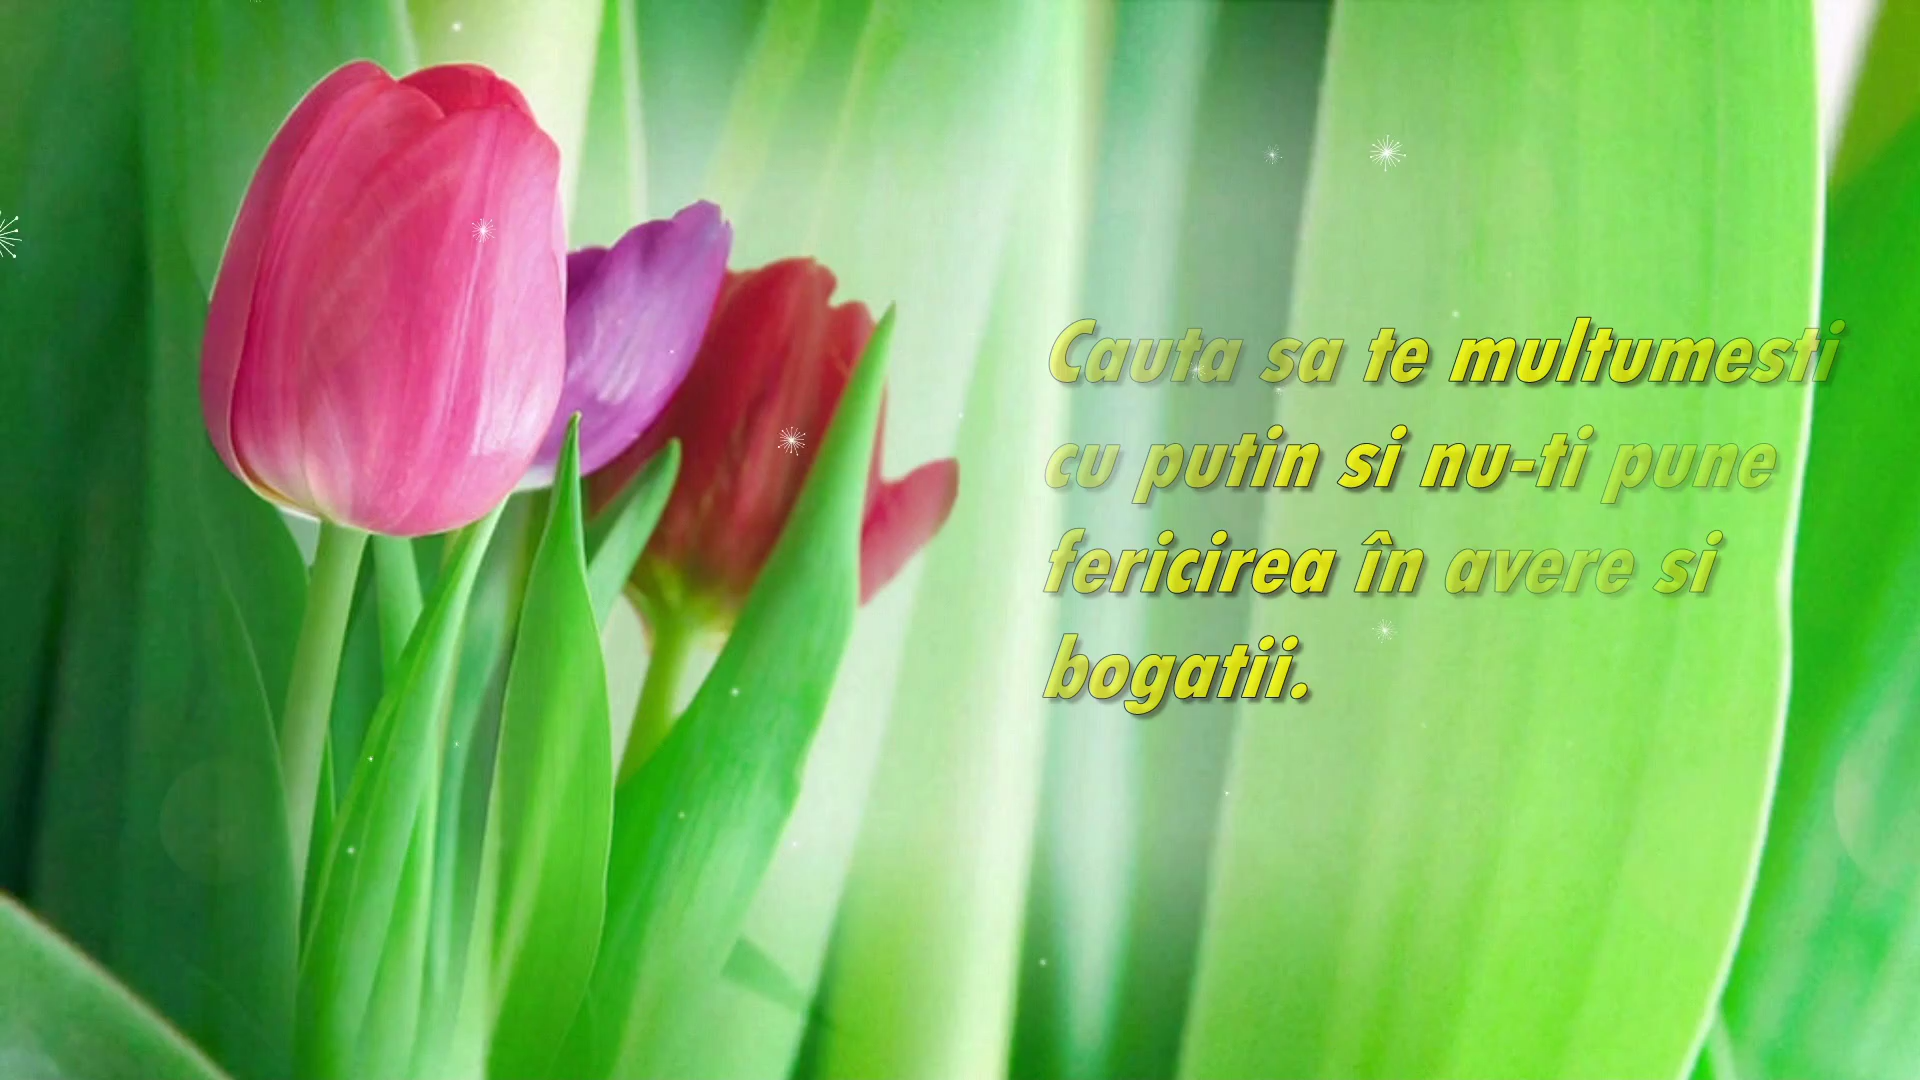 Cauta sa te multumesti
cu putin si nu-ti pune
fericirea în avere si
bogatii.